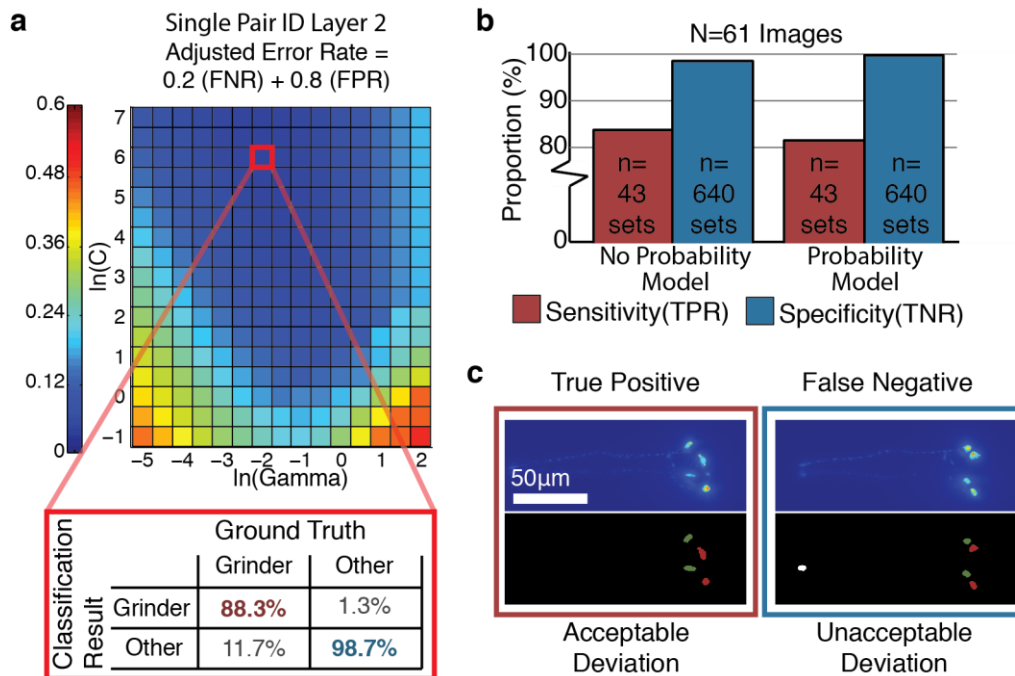 a
Single Pair ID Layer 2
Adjusted Error Rate =
0.2 (FNR) + 0.8 (FPR)
0.6
0.48
0.36
0.24
0.12
0
ln(C)
7
6
5
4
3
2
1
0
−1
−5 −4 −3 −2 −1 0 1 2
ln(Gamma)
Ground Truth
Classification
Result
Grinder Other
Grinder 88.3% 1.3%
Other 11.7% 98.7%
b
N=61 Images
Proportion (%)
100
90
80
0
n= n= n= n=
43 640 43 640
sets sets sets sets
No Probability Probability
Model Model
Sensitivity(TPR) Specificity(TNR)
c
True Positive False Negative
50µm
Acceptable Unacceptable
Deviation Deviation